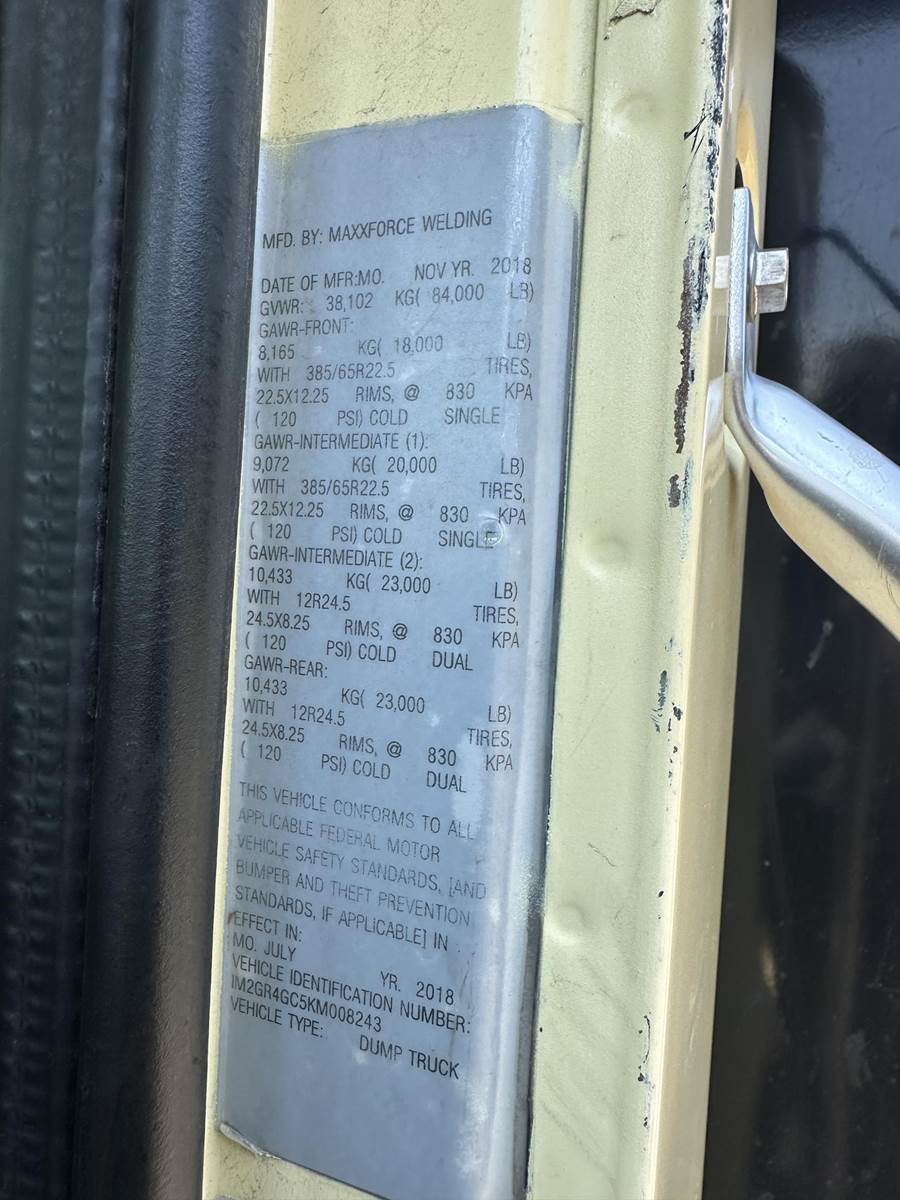 MFD. BY: MAXXFORCE WELDING
DATE OF MFR:MO. NOV YR. 2018
GVWR: 38,102 KG( 84,000 LB)
GAWR-FRONT:
8,165 KG( 18,000 LB)
WITH 385/65R22.5 TIRES,
22.5X12.25 RIMS, @ 830 KPA
( 120 PSI) COLD SINGLE
GAWR-INTERMEDIATE (1):
9,072 KG( 20,000 LB)
WITH 385/65R22.5 TIRES,
22.5X12.25 RIMS, @ 830 KPA
( 120 PSI) COLD SINGLE
GAWR-INTERMEDIATE (2):
10,433 KG( 23,000 LB)
WITH 12R24.5 TIRES,
24.5X8.25 RIMS, @ 830 KPA
( 120 PSI) COLD DUAL
GAWR-REAR:
10,433 KG( 23,000 LB)
WITH 12R24.5 TIRES,
24.5X8.25 RIMS, @ 830 KPA
( 120 PSI) COLD DUAL
THIS VEHICLE CONFORMS TO ALL
APPLICABLE FEDERAL MOTOR
VEHICLE SAFETY STANDARDS, [AND
BUMPER AND THEFT PREVENTION
STANDARDS, IF APPLICABLE] IN
EFFECT IN:
MO. JULY YR. 2018
VEHICLE IDENTIFICATION NUMBER:
1M2GR4GC5KM008243
VEHICLE TYPE: DUMP TRUCK